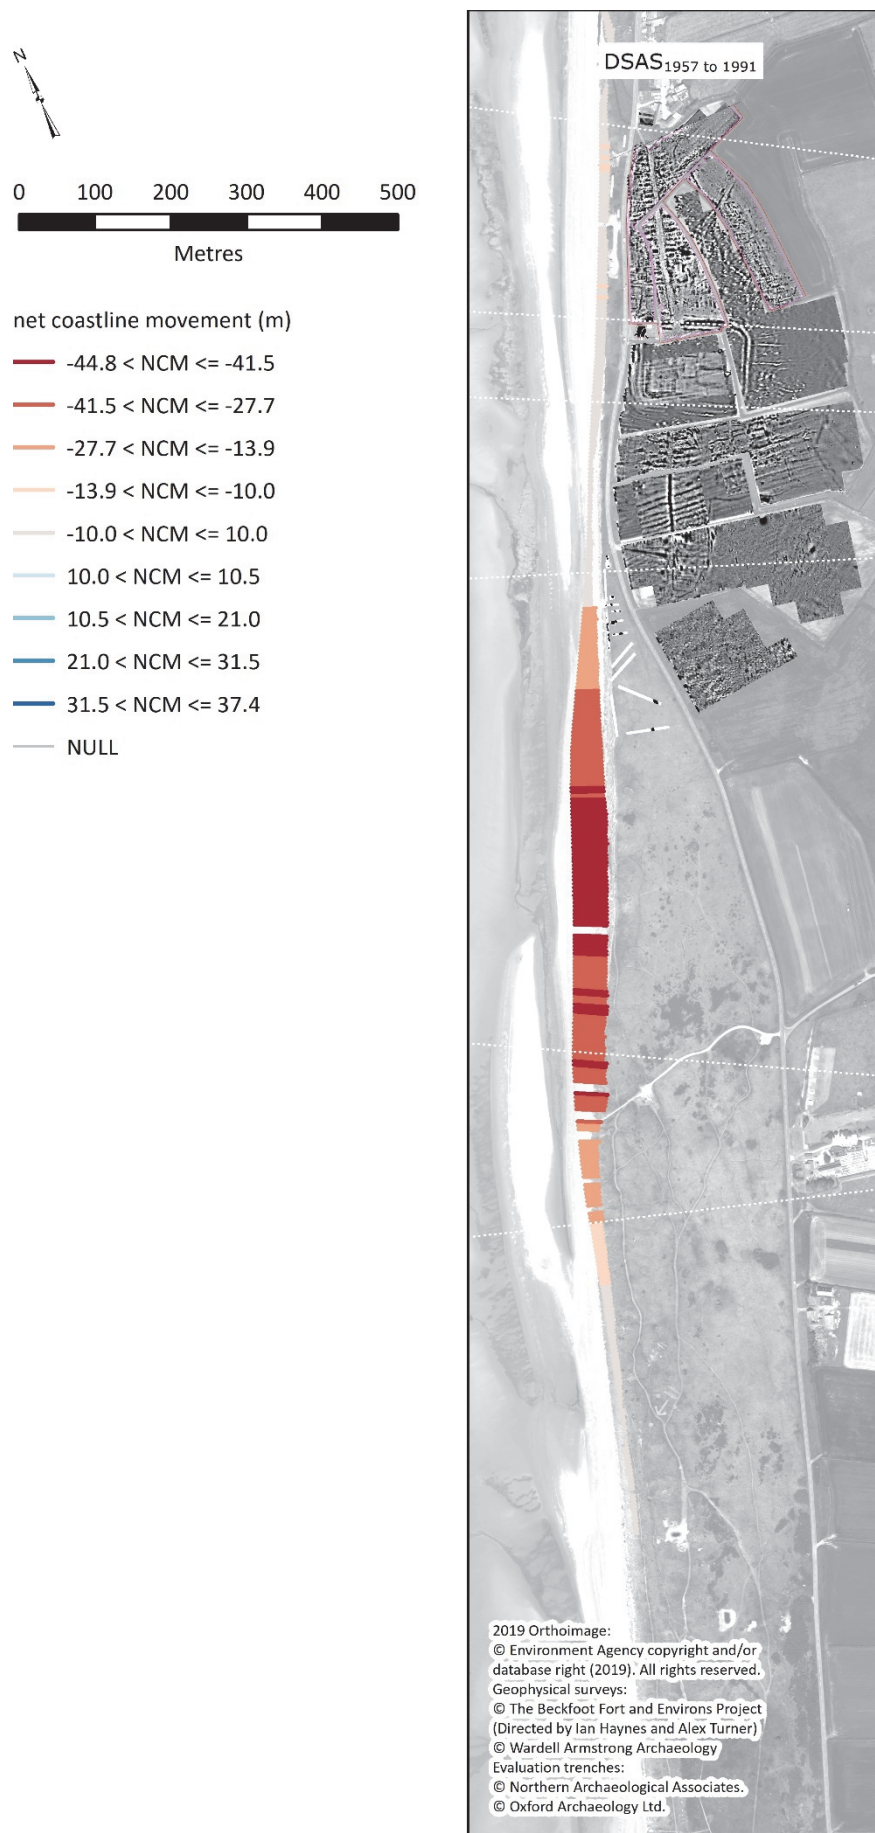 N
0 100 200 300 400 500
Metres
net coastline movement (m)
-44.8 < NCM <= -41.5
-41.5 < NCM <= -27.7
-27.7 < NCM <= -13.9
-13.9 < NCM <= -10.0
-10.0 < NCM <= 10.0
10.0 < NCM <= 10.5
10.5 < NCM <= 21.0
21.0 < NCM <= 31.5
31.5 < NCM <= 37.4
NULL
DSAS 1957 to 1991
2019 Orthoimage:
© Environment Agency copyright and/or
database right (2019). All rights reserved.
Geophysical surveys:
© The Beckfoot Fort and Environs Project
(Directed by Ian Haynes and Alex Turner)
© Wardell Armstrong Archaeology
Evaluation trenches:
© Northern Archaeological Associates.
© Oxford Archaeology Ltd.